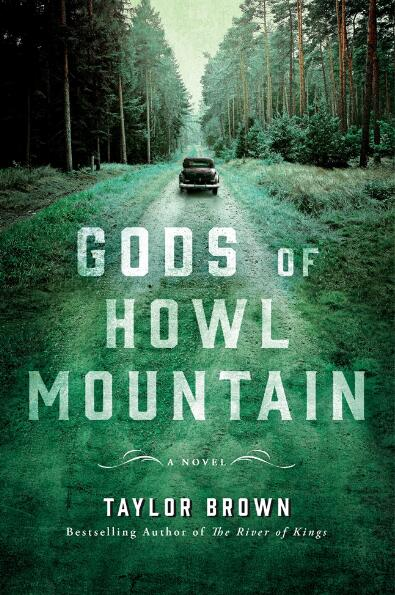 GODS OF
HOWL
MOUNTAIN
A NOVEL
TAYLOR BROWN
Bestselling Author of The River of Kings